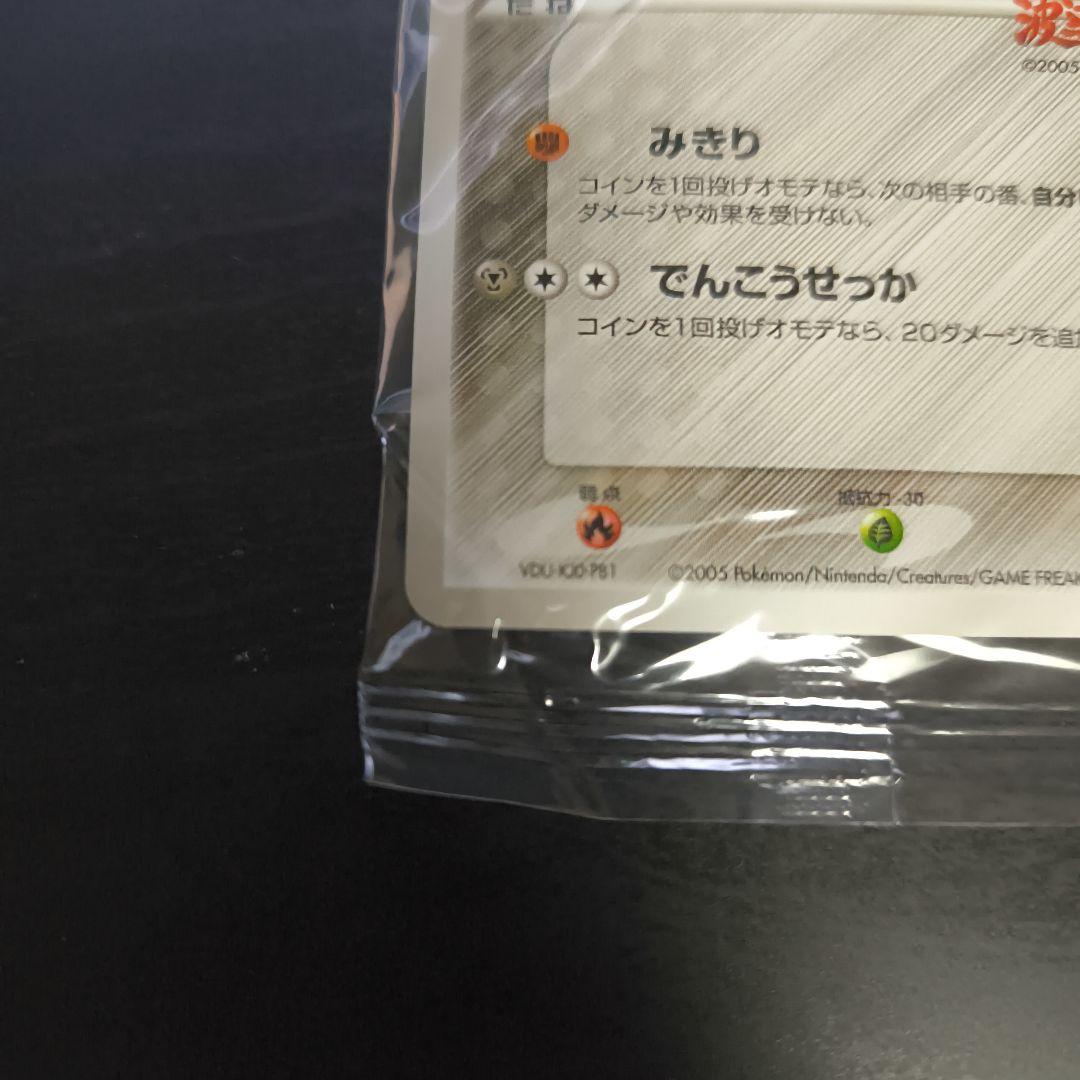 たね
©2005
みきり
コインを1回投げオモテなら、次の相手の番、自分
ダメージや効果を受けない。
でんこうせっか
コインを1回投げオモテなら、20ダメージを追加
弱点
抵抗力 -30
©2005 Pokémon/Nintendo/Creatures/GAME FREAK